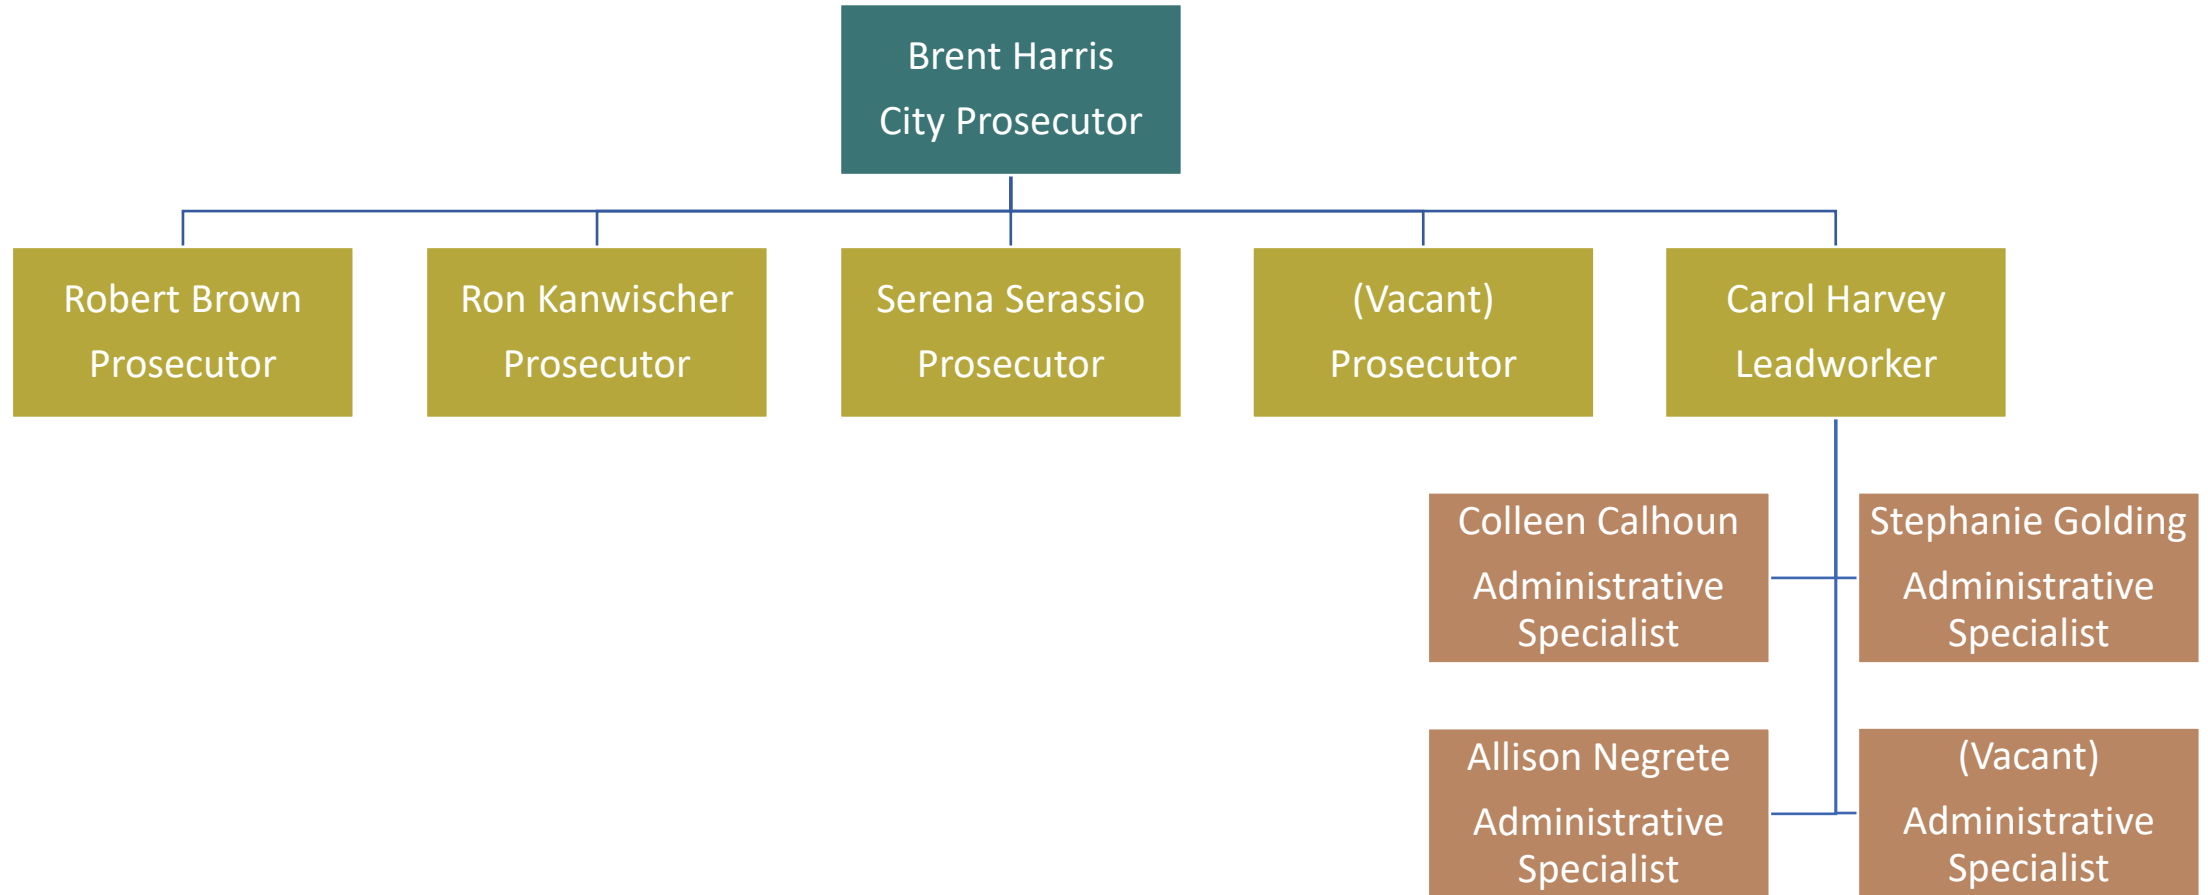 Brent Harris
City Prosecutor
Robert Brown
Prosecutor
Ron Kanwischer
Prosecutor
Serena Serassio
Prosecutor
(Vacant)
Prosecutor
Carol Harvey
Leadworker
Colleen Calhoun
Administrative
Specialist
Stephanie Golding
Administrative
Specialist
Allison Negrete
Administrative
Specialist
(Vacant)
Administrative
Specialist